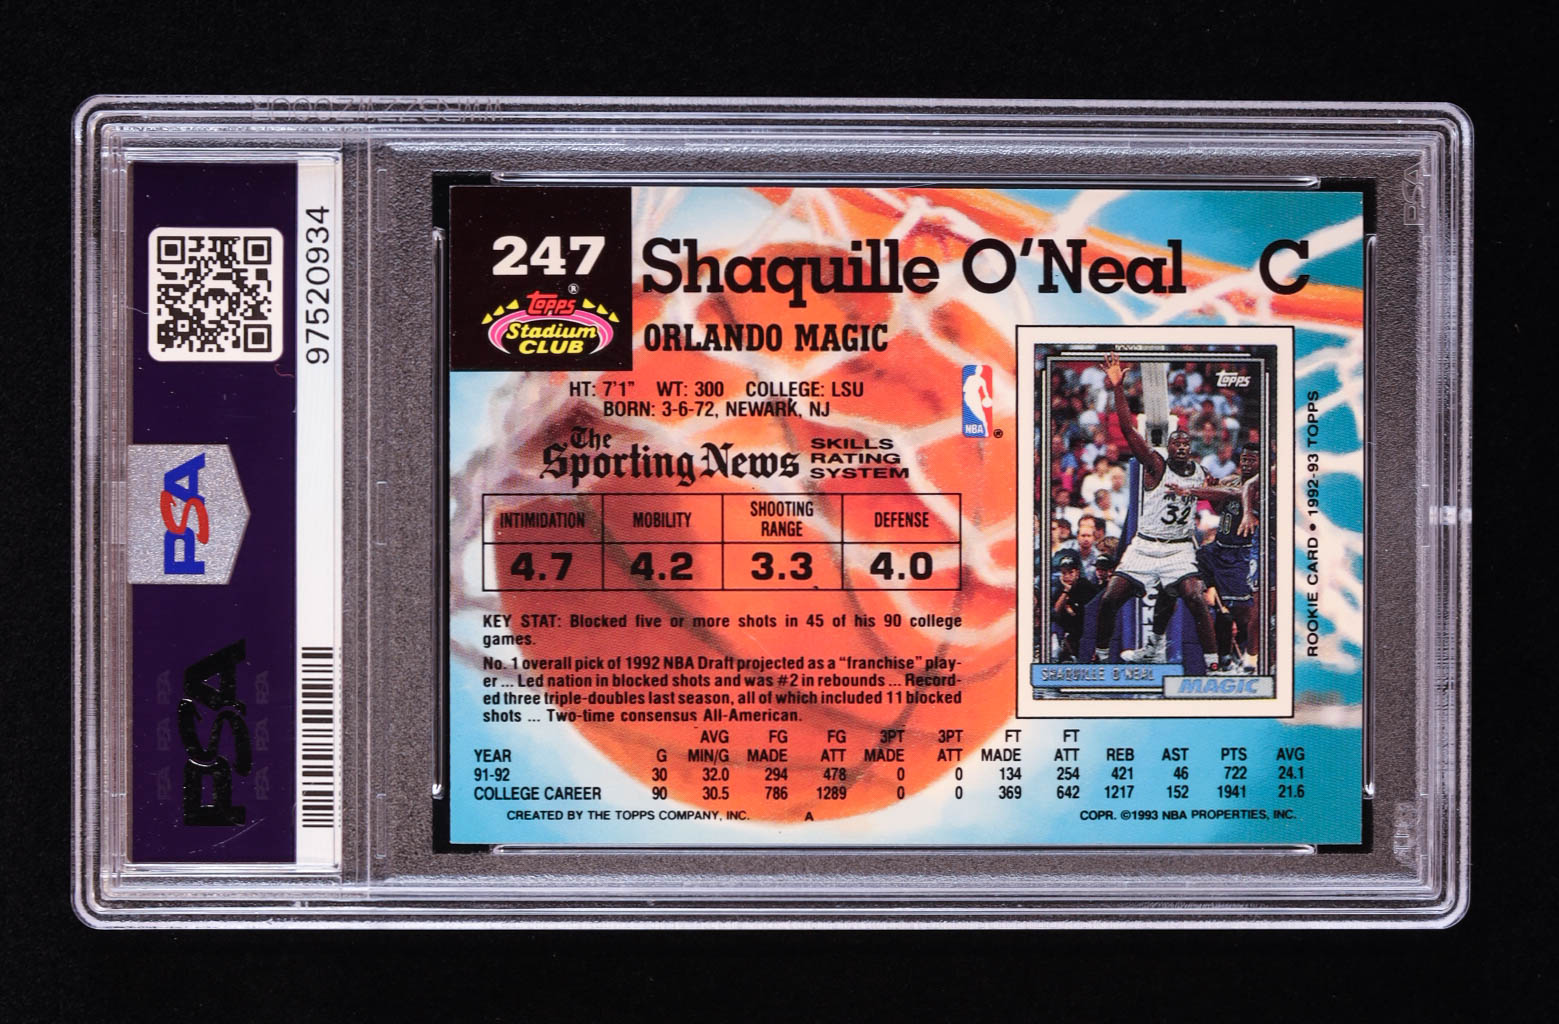 97520934
PSA
PSA
247
Topps®
Stadium
CLUB
Shaquille O'Neal C
ORLANDO MAGIC
HT: 7'1" WT: 300 COLLEGE: LSU
BORN: 3-6-72, NEWARK, NJ
NBA ®
The
Sporting News
SKILLS
RATING
SYSTEM
INTIMIDATION MOBILITY SHOOTING RANGE DEFENSE
4.7 4.2 3.3 4.0
KEY STAT: Blocked five or more shots in 45 of his 90 college
games.
No. 1 overall pick of 1992 NBA Draft projected as a "franchise" play-
er ... Led nation in blocked shots and was #2 in rebounds ... Record-
ed three triple-doubles last season, all of which included 11 blocked
shots ... Two-time consensus All-American.
AVG FG FG 3PT 3PT FT FT
YEAR G MIN/G MADE ATT MADE ATT MADE ATT REB AST PTS AVG
91-92 30 32.0 294 478 0 0 134 254 421 46 722 24.1
COLLEGE CAREER 90 30.5 786 1289 0 0 369 642 1217 152 1941 21.6
CREATED BY THE TOPPS COMPANY, INC. A COPR. ©1993 NBA PROPERTIES, INC.
Topps
32
SHAQUILLE O'NEAL
MAGIC
ROOKIE CARD • 1992-93 TOPPS
PSA